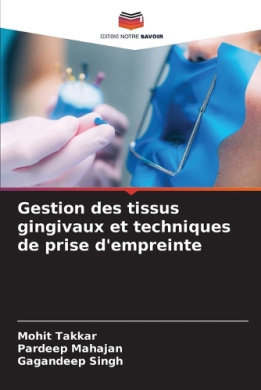 EDITIONS NOTRE SAVOIR
Gestion des tissus
gingivaux et techniques
de prise d'empreinte
Mohit Takkar
Pardeep Mahajan
Gagandeep Singh